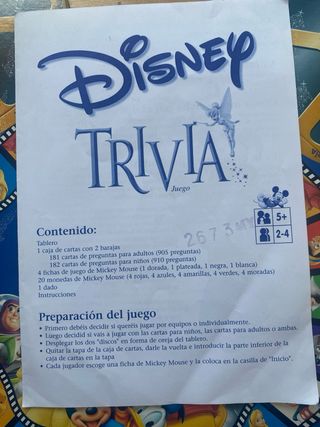 DISNEY
TRIVIA
Juego
5+
2-4
Contenido:
Tablero
1 caja de cartas con 2 barajas
181 cartas de preguntas para adultos (905 preguntas)
182 cartas de preguntas para niños (910 preguntas)
4 fichas de juego de Mickey Mouse (1 dorada, 1 plateada, 1 negra, 1 blanca)
20 monedas de Mickey Mouse (4 rojas, 4 azules, 4 amarillas, 4 verdes, 4 moradas)
1 dado
Instrucciones
Preparación del juego
• Primero debéis decidir si queréis jugar por equipos o individualmente.
• Luego decidid si vais a jugar con las cartas para niños, las cartas para adultos o ambas.
• Desplegar los dos "discos" en forma de oreja del tablero.
• Quitar la tapa de la caja de cartas, darle la vuelta e introducir la parte inferior de la
caja de cartas en la tapa
• Cada jugador escoge una ficha de Mickey Mouse y la coloca en la casilla de "Inicio".